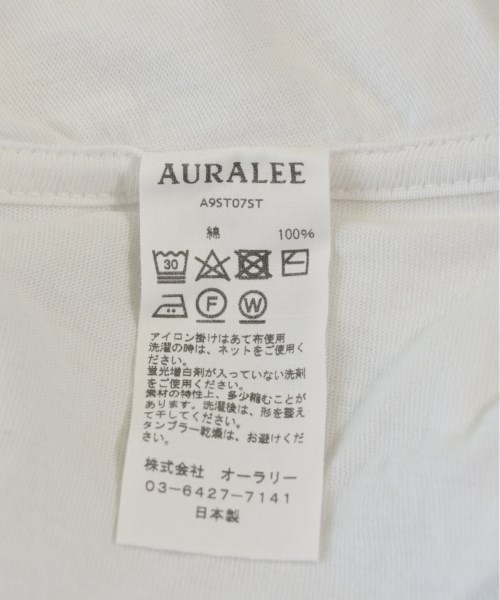 AURALEE
A9ST07ST
綿 100%
30
F W
アイロン掛けはあて布使用
洗濯の時は、ネットをご使用く
ださい。
蛍光増白剤が入っていない洗剤
をご使用ください。
素材の特性上、多少縮むことが
あります。洗濯後は、形を整え
て干してください。
タンブラー乾燥は、お避けくだ
さい。
株式会社 オーラリー
03-6427-7141
日本製